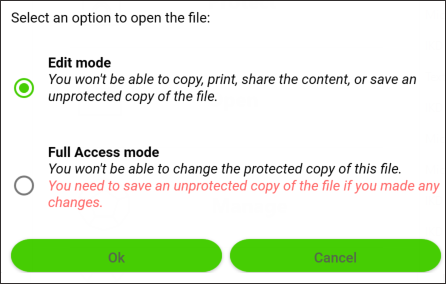 Select an option to open the file:
Edit mode
You won't be able to copy, print, share the content, or save an
unprotected copy of the file.
Full Access mode
You won't be able to change the protected copy of this file.
You need to save an unprotected copy of the file if you made any
changes.
Ok
Cancel